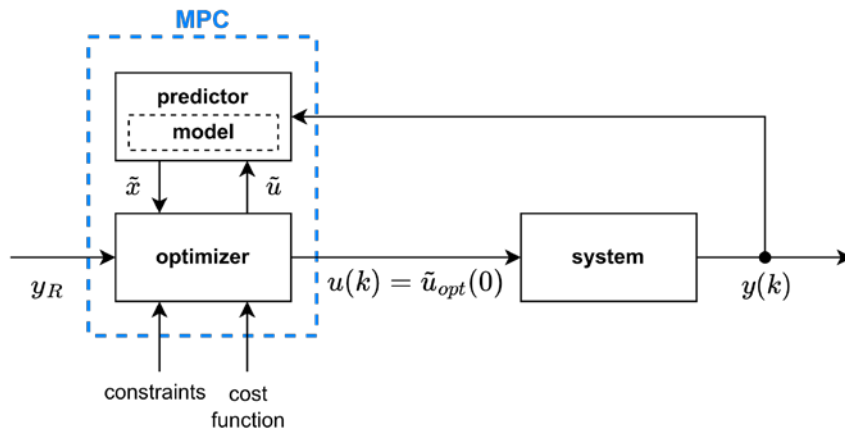 MPC
predictor
model
x̃
ũ
optimizer
system
y_R
u(k) = ũ_opt(0)
y(k)
constraints
cost
function